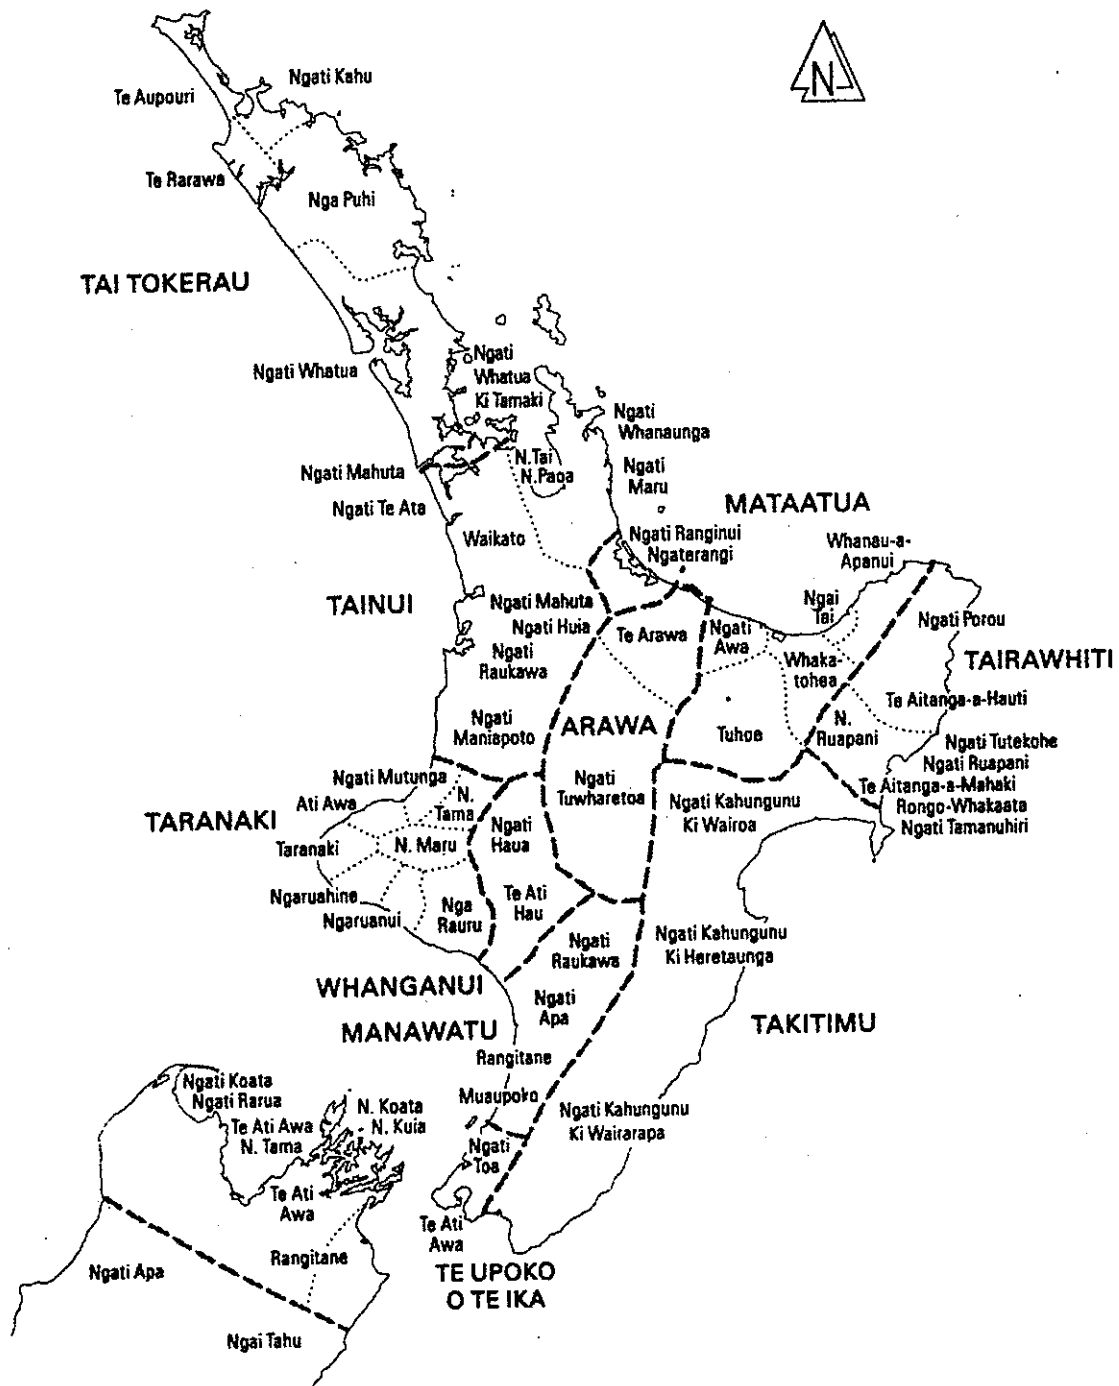 N
Ngati Kahu
Te Aupouri
Te Rarawa
Nga Puhi
TAI TOKERAU
Ngati Whatua
Ngati
Whatua
Ki Tamaki
Ngati
Whanaunga
N. Tai
N. Paoa
Ngati Mahuta
Ngati
Maru
Ngati Te Ata
MATAATUA
Waikato
Ngati Ranginui
Ngaterangi
Whanau-a-
Apanui
TAINUI
Ngati Mahuta
Ngati Huia
Ngati
Raukawa
Te Arawa
Ngati
Awa
Ngai
Tai
Ngati Porou
Whaka-
tohea
TAIRAWHITI
Te Aitanga-a-Hauti
Ngati
Maniapoto
ARAWA
Tuhoe
N.
Ruapani
Ngati Tutekohe
Ngati Ruapani
Te Aitanga-a-Mahaki
Rongo-Whakaata
Ngati Tamanuhiri
Ngati Mutunga
Ati Awa
N.
Tama
Ngati
Tuwharetoa
Ngati Kahungunu
Ki Wairoa
TARANAKI
Taranaki
N. Maru
Ngati
Haua
Ngaruahine
Ngaruanui
Nga
Rauru
Te Ati
Hau
Ngati
Raukawa
Ngati Kahungunu
Ki Heretaunga
WHANGANUI
Ngati
Apa
MANAWATU
TAKITIMU
Rangitane
Muaupoko
Ngati Kahungunu
Ki Wairarapa
Ngati
Toa
Te Ati
Awa
TE UPOKO
O TE IKA
Ngati Koata
Ngati Rarua
N. Koata
N. Kuia
Te Ati Awa
N. Tama
Te Ati
Awa
Rangitane
Ngati Apa
Ngai Tahu